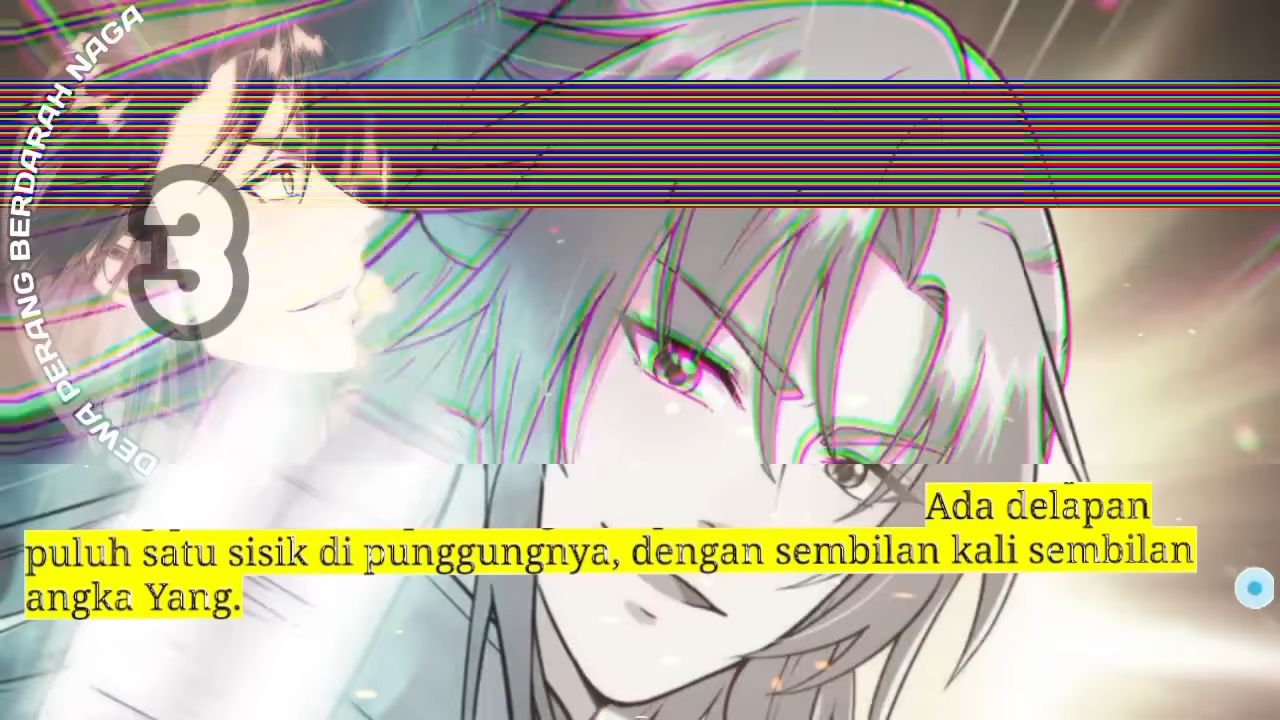 DEWA PERANG BERDARAH NAGA
3
Ada delapan
puluh satu sisik di punggungnya, dengan sembilan kali sembilan
angka Yang.